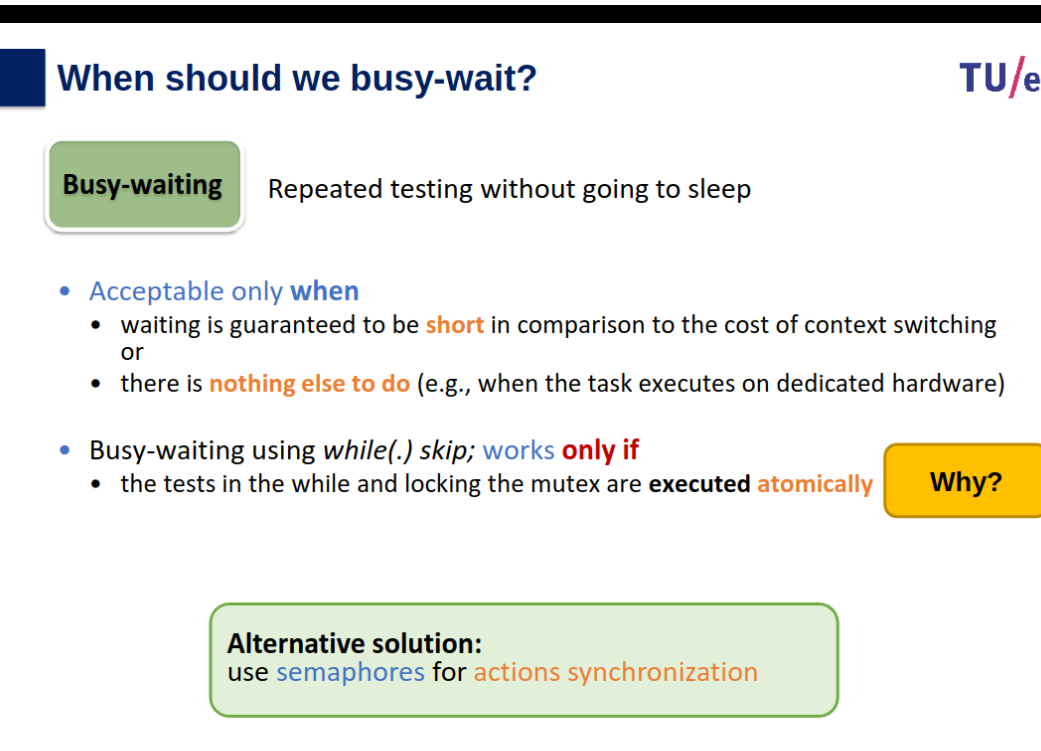 When should we busy-wait?
TU/e
Busy-waiting
Repeated testing without going to sleep
• Acceptable only when
• waiting is guaranteed to be short in comparison to the cost of context switching
or
• there is nothing else to do (e.g., when the task executes on dedicated hardware)
• Busy-waiting using while(.) skip; works only if
• the tests in the while and locking the mutex are executed atomically
Why?
Alternative solution:
use semaphores for actions synchronization